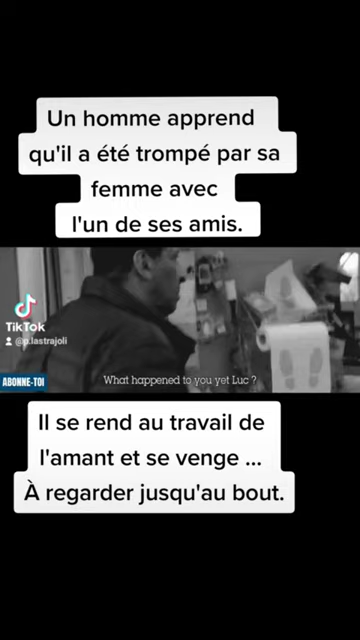 Un homme apprend
qu'il a été trompé par sa
femme avec
l'un de ses amis.
TikTok
@p.lastrajoli
ABONNE-TOI
What happened to you yet Luc ?
Il se rend au travail de
l'amant et se venge ...
À regarder jusqu'au bout.